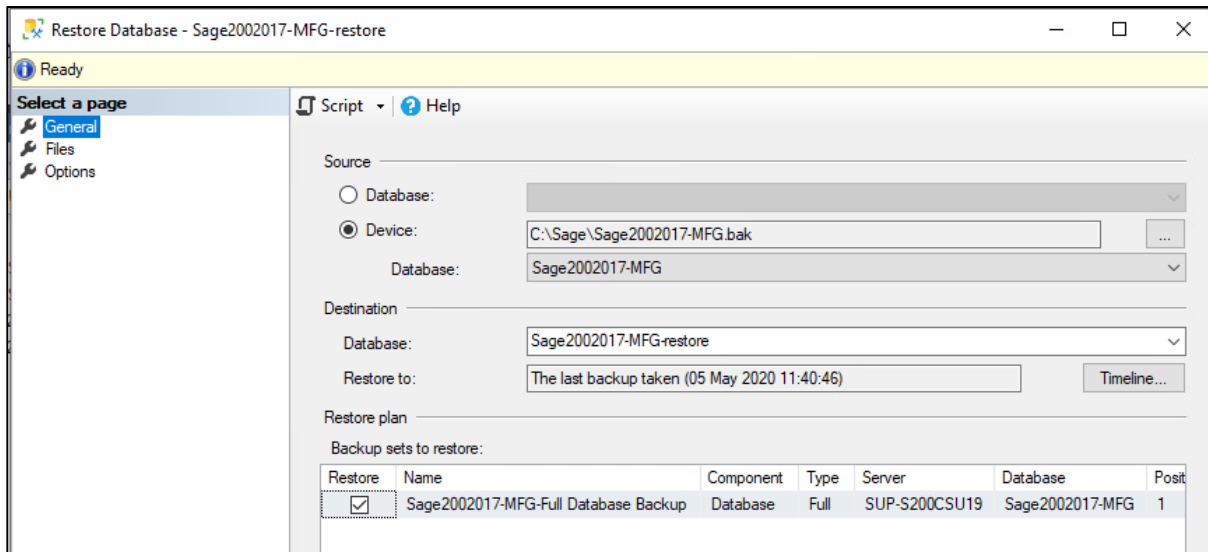 Restore Database - Sage2002017-MFG-restore
Ready
Select a page
General
Files
Options
Script
Help
Source
Database:
Device:
C:\Sage\Sage2002017-MFG.bak
...
Database:
Sage2002017-MFG
Destination
Database:
Sage2002017-MFG-restore
Restore to:
The last backup taken (05 May 2020 11:40:46)
Timeline...
Restore plan
Backup sets to restore:
Restore Name Component Type Server Database Posit
Sage2002017-MFG-Full Database Backup Database Full SUP-S200CSU19 Sage2002017-MFG 1